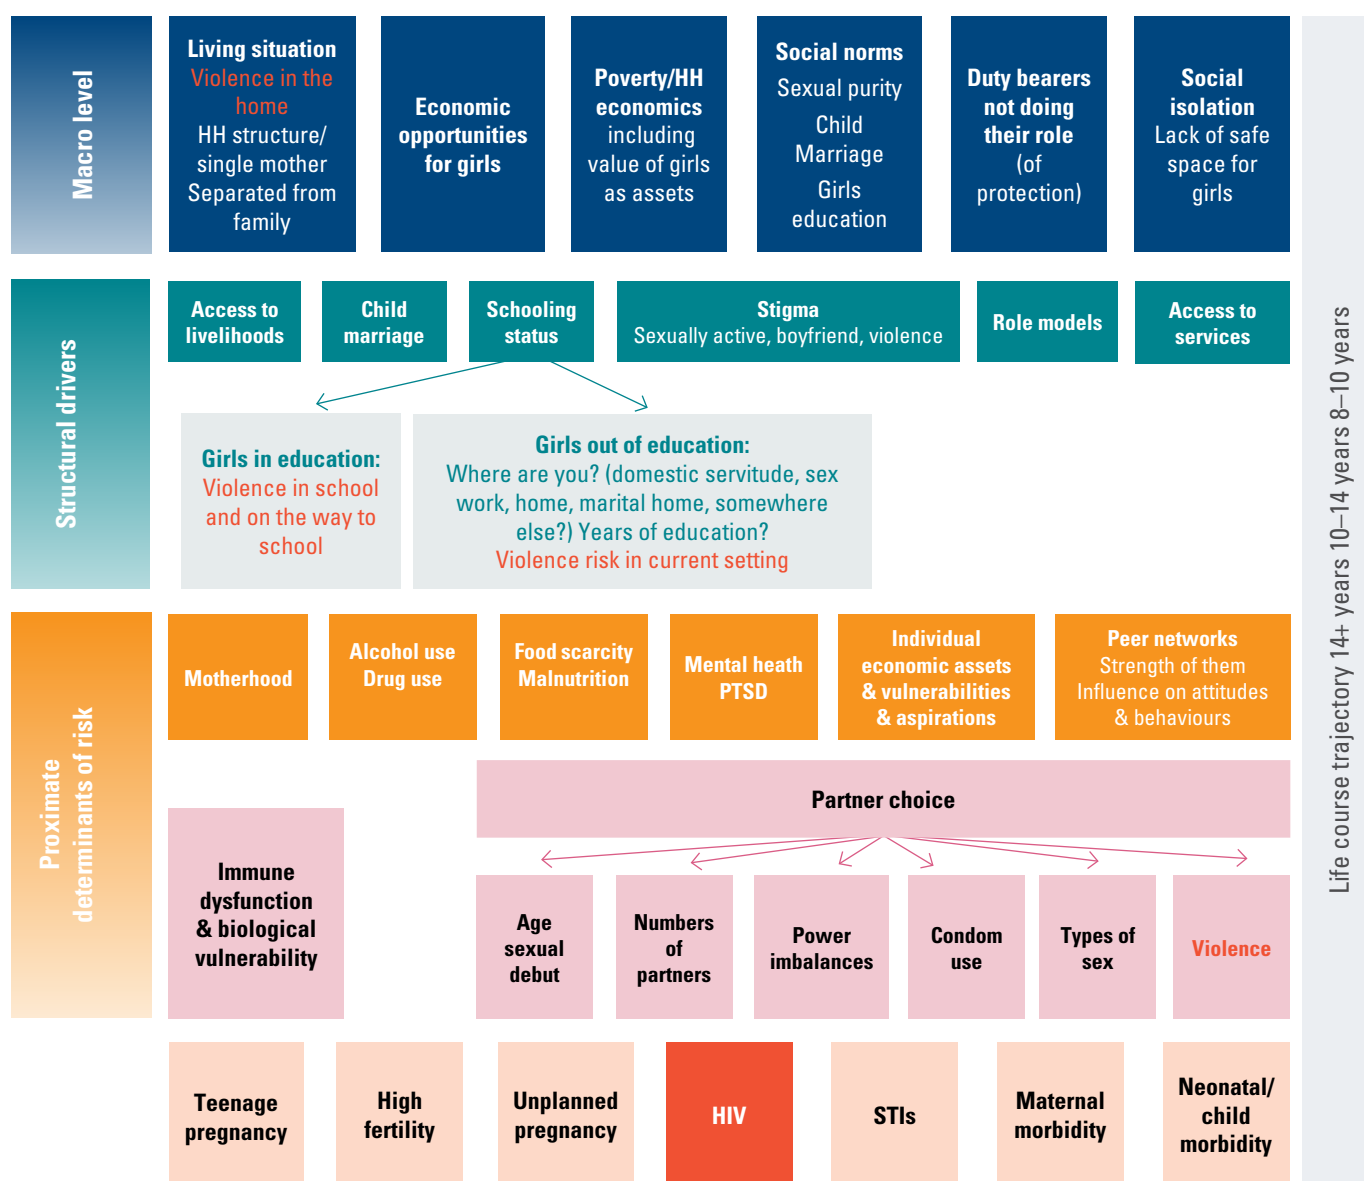 Macro level
Living situation
Violence in the
home
HH structure/
single mother
Separated from
family
Economic
opportunities
for girls
Poverty/HH
economics
including
value of girls
as assets
Social norms
Sexual purity
Child
Marriage
Girls
education
Duty bearers
not doing
their role
(of
protection)
Social
isolation
Lack of safe
space for
girls
Structural drivers
Access to
livelihoods
Child
marriage
Schooling
status
Stigma
Sexually active, boyfriend, violence
Role models
Access to
services
Girls in education:
Violence in school
and on the way to
school
Girls out of education:
Where are you? (domestic servitude, sex
work, home, marital home, somewhere
else?) Years of education?
Violence risk in current setting
Proximate
determinants of risk
Motherhood
Alcohol use
Drug use
Food scarcity
Malnutrition
Mental heath
PTSD
Individual
economic assets
& vulnerabilities
& aspirations
Peer networks
Strength of them
Influence on attitudes
& behaviours
Immune
dysfunction
& biological
vulnerability
Partner choice
Age
sexual
debut
Numbers
of
partners
Power
imbalances
Condom
use
Types of
sex
Violence
Teenage
pregnancy
High
fertility
Unplanned
pregnancy
HIV
STIs
Maternal
morbidity
Neonatal/
child
morbidity
Life course trajectory 14+ years 10–14 years 8–10 years